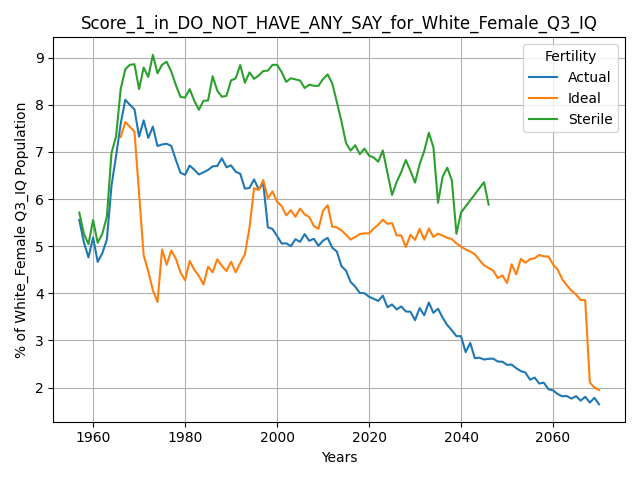 Score_1_in_DO_NOT_HAVE_ANY_SAY_for_White_Female_Q3_IQ
% of White_Female Q3_IQ Population
9
8
7
6
5
4
3
2
Fertility
Actual
Ideal
Sterile
1960
1980
2000
2020
2040
2060
Years